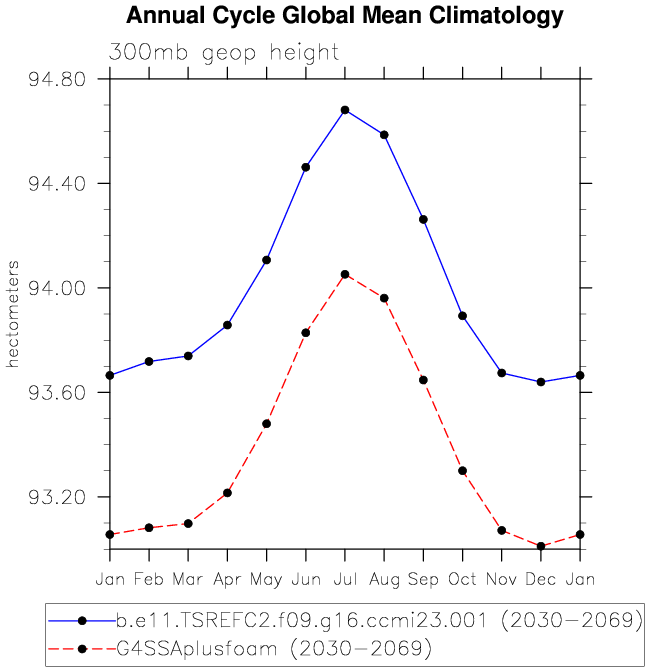 Annual Cycle Global Mean Climatology
300mb geop height
94.80
94.40
94.00
93.60
93.20
hectometers
Jan Feb Mar Apr May Jun Jul Aug Sep Oct Nov Dec Jan
b.e11.TSREFC2.f09.g16.ccmi23.001 (2030-2069)
G4SSAplusfoam (2030-2069)